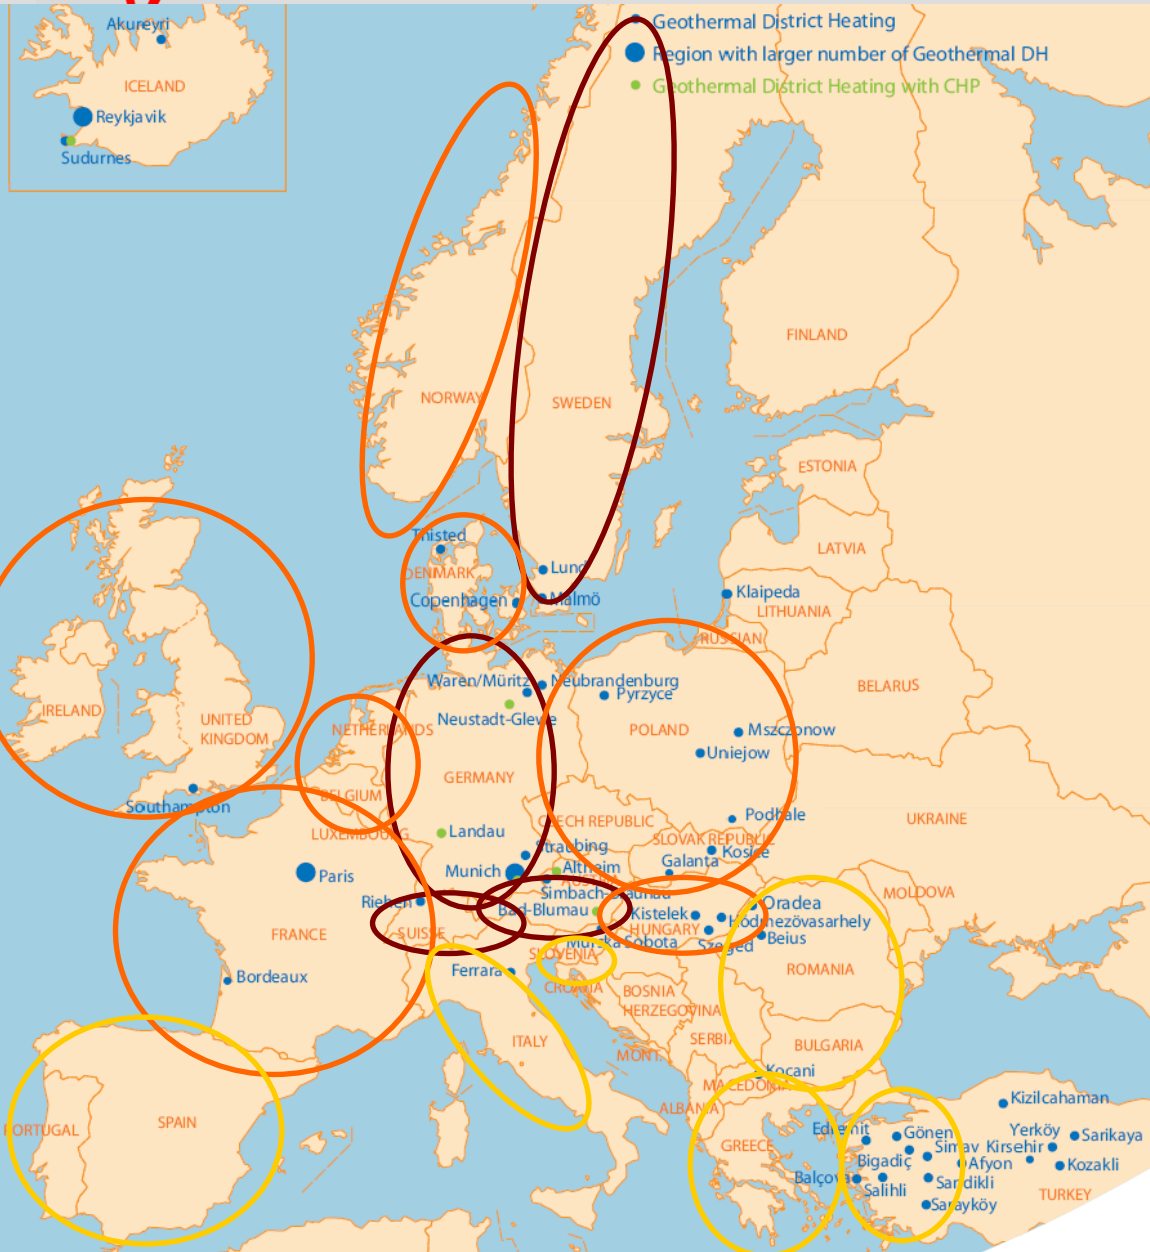 Akureyri
ICELAND
Reykjavik
Sudurnes
Geothermal District Heating
Region with larger number of Geothermal DH
Geothermal District Heating with CHP
FINLAND
NORWAY
SWEDEN
ESTONIA
Thisted
LATVIA
DENMARK
Lund
Copenhagen
Malmö
Klaipeda
LITHUANIA
RUSSIAN
Waren/Müritz
Neubrandenburg
Pyrzyce
BELARUS
IRELAND
UNITED
KINGDOM
Neustadt-Glewe
NETHERLANDS
POLAND
Mszczonow
Uniejow
GERMANY
BELGIUM
Southampton
CZECH REPUBLIC
Podhale
UKRAINE
LUXEMBOURG
Landau
SLOVAK REPUBLIC
Straubing
Kosice
Galanta
Paris
Munich
Altheim
AUSTRIA
Simbach-Braunau
MOLDOVA
Riehen
Bad-Blumau
Oradea
Kistelek
Hódmezövasarhely
FRANCE
SUISSE
HUNGARY
Murska Sobota
Szeged
Beius
SLOVENIA
Bordeaux
Ferrara
ROMANIA
CROATIA
BOSNIA
HERZEGOVINA
ITALY
SERBIA
BULGARIA
MONT.
Kocani
MACEDONIA
ALBANIA
Kizilcahaman
PORTUGAL
SPAIN
GREECE
Edremit
Gönen
Yerköy
Sarikaya
Simav
Kirsehir
Bigadiç
Afyon
Kozakli
Balçova
Salihli
Sandikli
TURKEY
Sarayköy